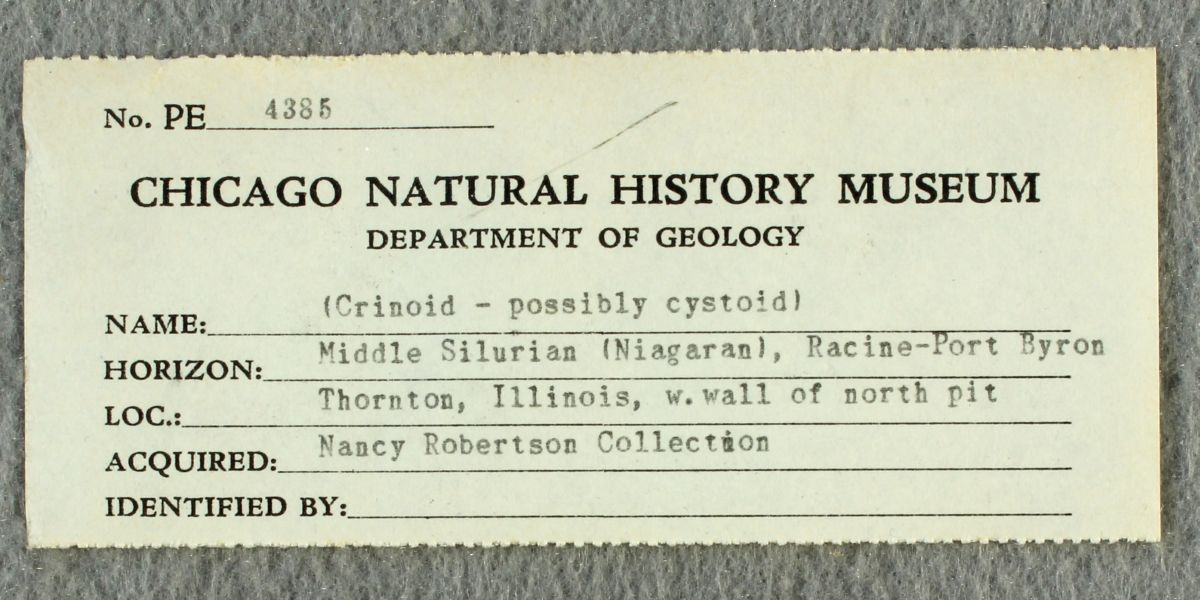 No. PE 4385
CHICAGO NATURAL HISTORY MUSEUM
DEPARTMENT OF GEOLOGY
NAME: (Crinoid - possibly cystoid)
HORIZON: Middle Silurian (Niagaran), Racine-Port Byron
LOC.: Thornton, Illinois, w.wall of north pit
ACQUIRED: Nancy Robertson Collection
IDENTIFIED BY: